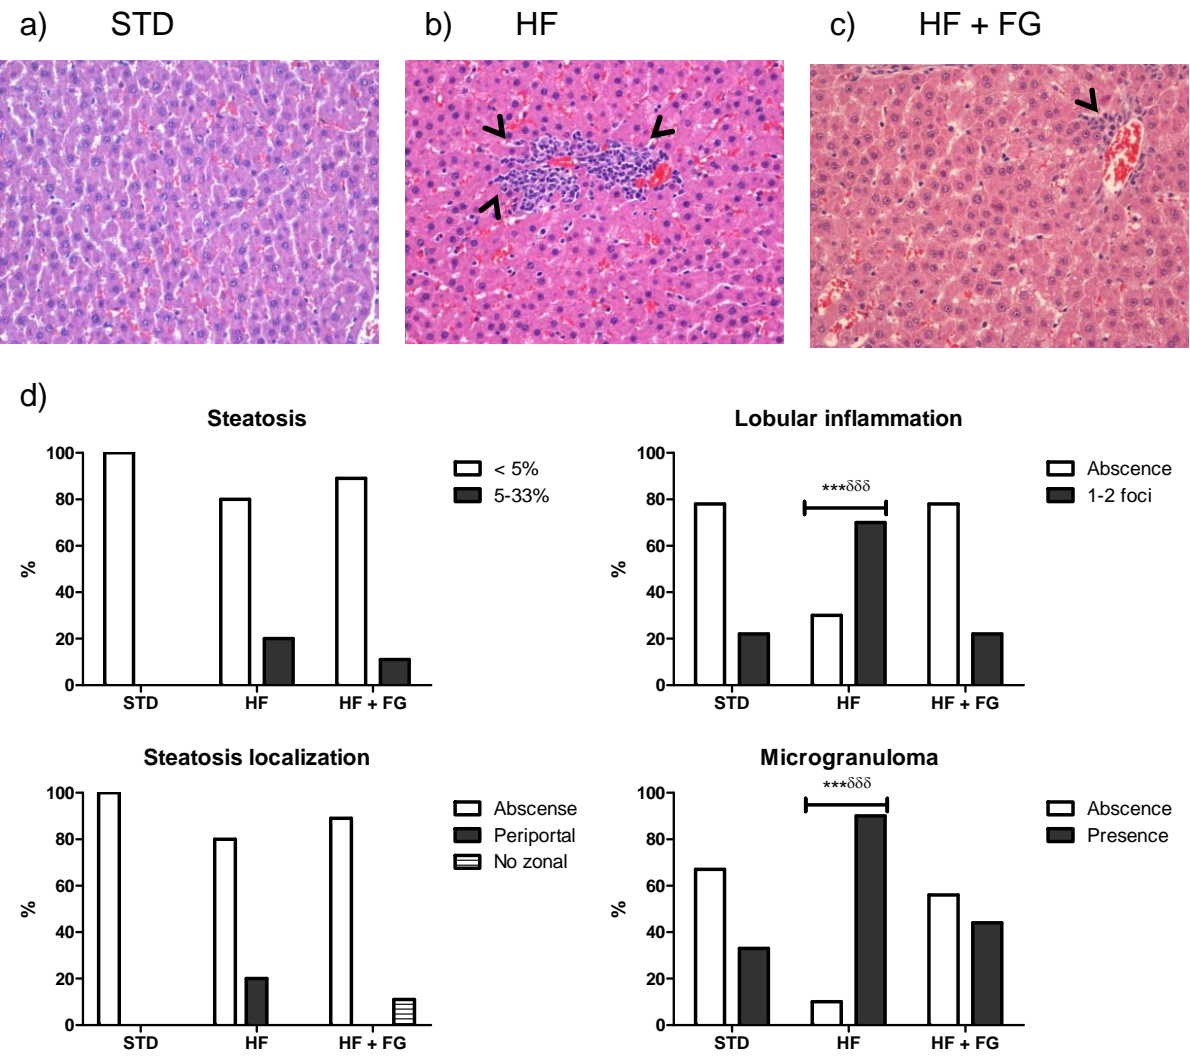 a) STD
b) HF
c) HF + FG
d)
Steatosis
%
100
80
60
40
20
0
STD
HF
HF + FG
< 5%
5-33%
Lobular inflammation
%
100
80
60
40
20
0
***δδδ
STD
HF
HF + FG
Abscence
1-2 foci
Steatosis localization
%
100
80
60
40
20
0
STD
HF
HF + FG
Abscense
Periportal
No zonal
Microgranuloma
%
100
80
60
40
20
0
***δδδ
STD
HF
HF + FG
Abscence
Presence